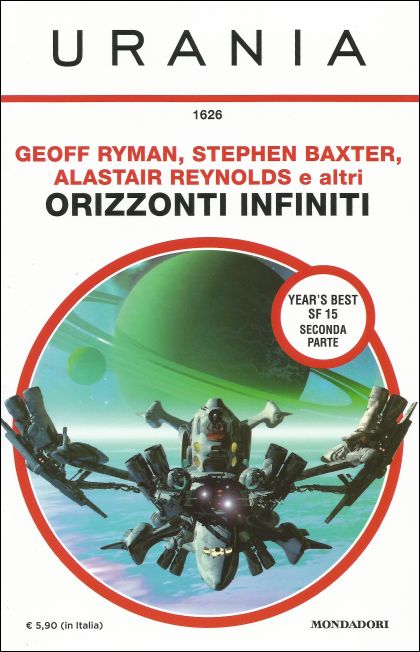 URANIA
1626
GEOFF RYMAN, STEPHEN BAXTER,
ALASTAIR REYNOLDS e altri
ORIZZONTI INFINITI
YEAR'S BEST
SF 15
SECONDA
PARTE
€ 5,90 (in Italia)
MONDADORI